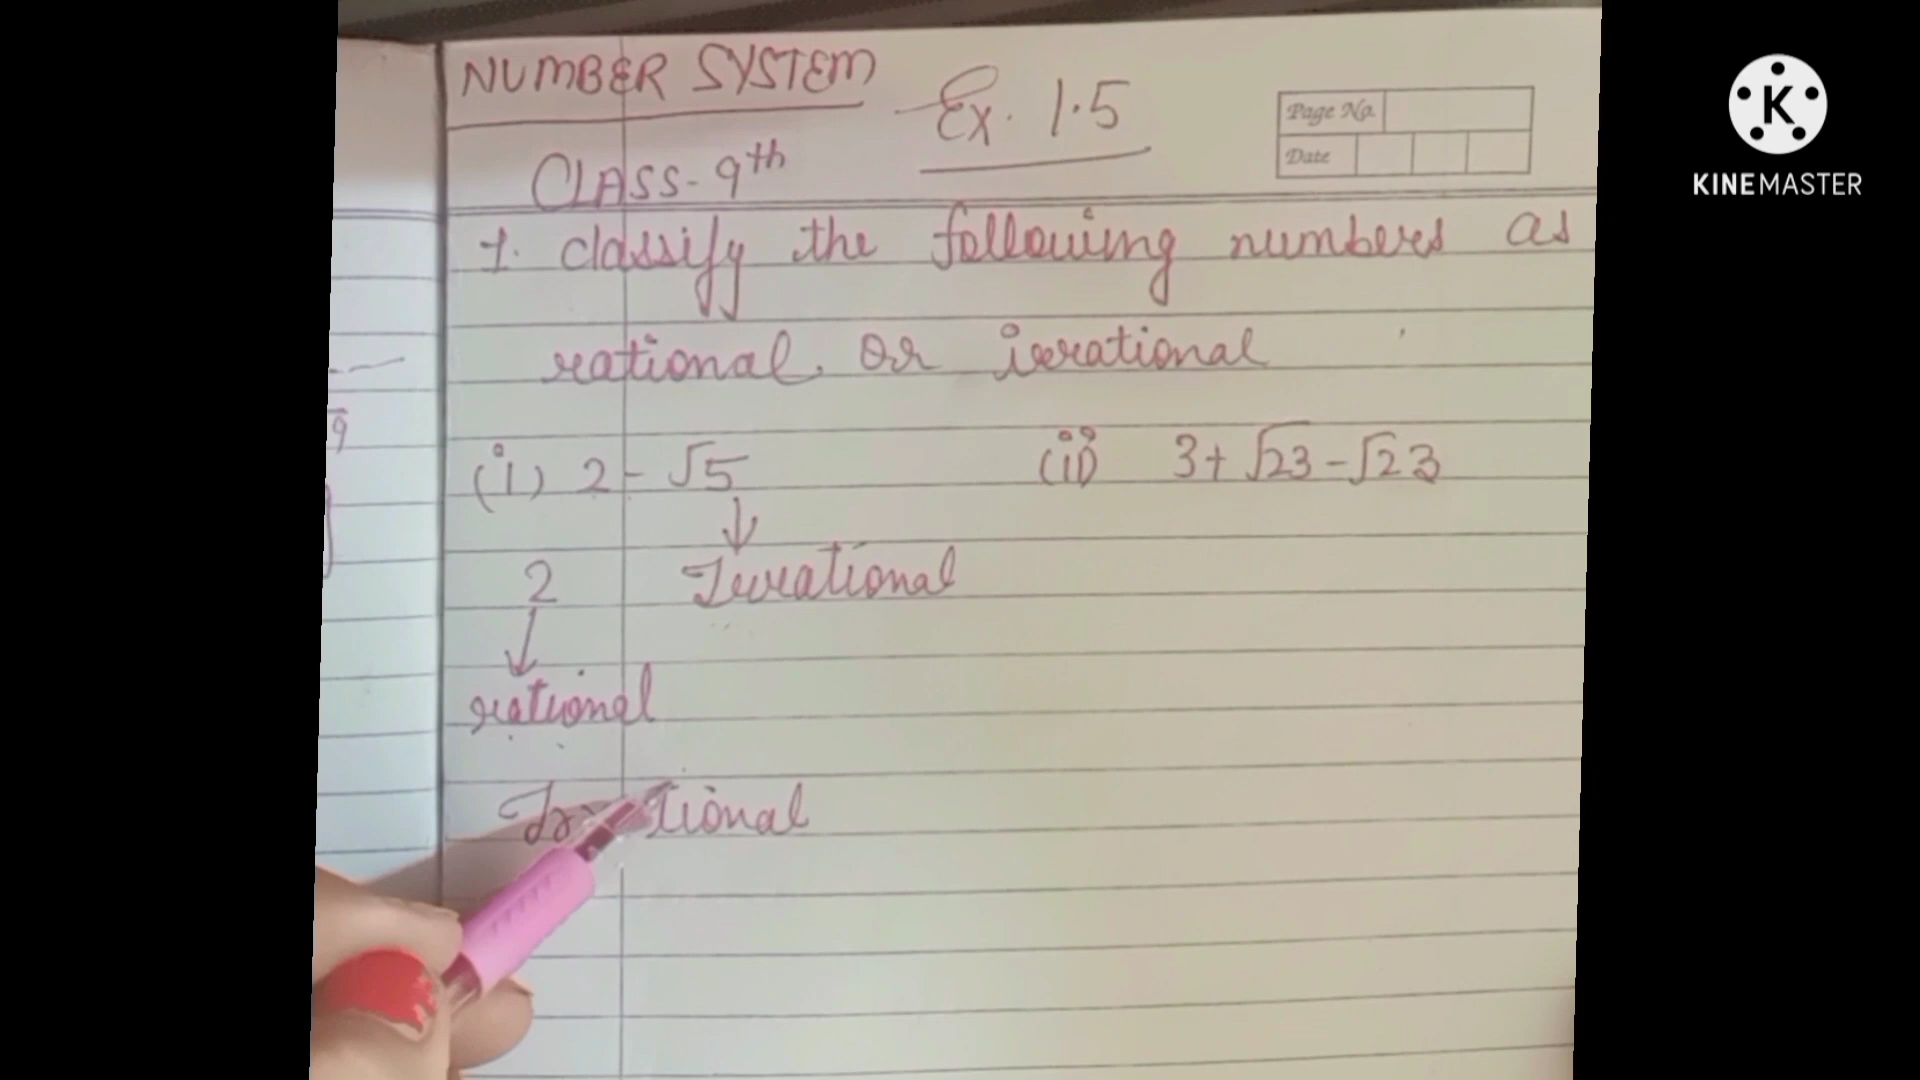 NUMBER SYSTEM
Ex. 1.5
Page No.
Date
CLASS-9th
1. classify the following numbers as
rational or irrational
(i) 2 - √5
(ii) 3+ √23 - √23
2
Irrational
rational
9
K
KINEMASTER